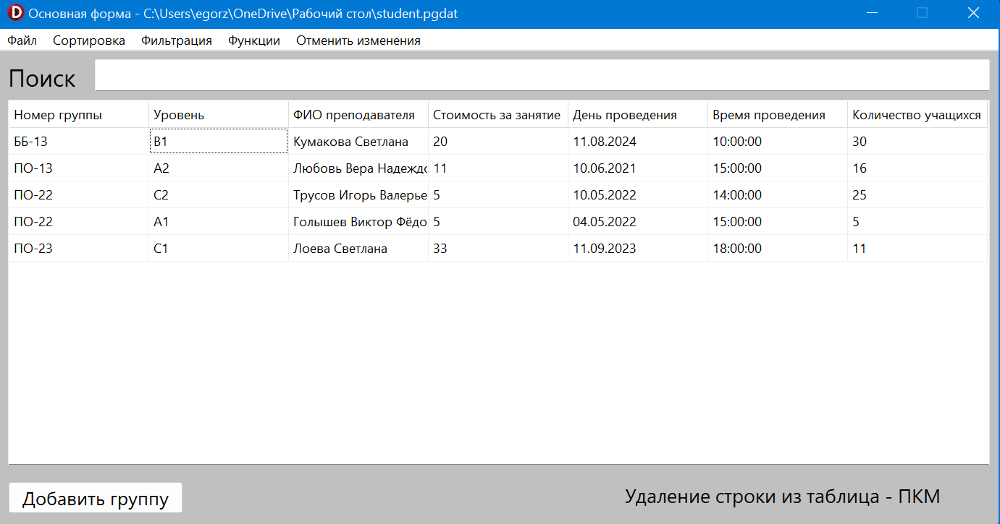 Основная форма - C:\Users\egorz\OneDrive\Рабочий стол\student.pgdat
Файл Сортировка Фильтрация Функции Отменить изменения
Поиск
Номер группы Уровень ФИО преподавателя Стоимость за занятие День проведения Время проведения Количество учащихся
ББ-13 B1 Кумакова Светлана 20 11.08.2024 10:00:00 30
ПО-13 A2 Любовь Вера Надеждо 11 10.06.2021 15:00:00 16
ПО-22 C2 Трусов Игорь Валерье 5 10.05.2022 14:00:00 25
ПО-22 A1 Голышев Виктор Фёдо 5 04.05.2022 15:00:00 5
ПО-23 C1 Лоева Светлана 33 11.09.2023 18:00:00 11
Добавить группу
Удаление строки из таблица - ПКМ